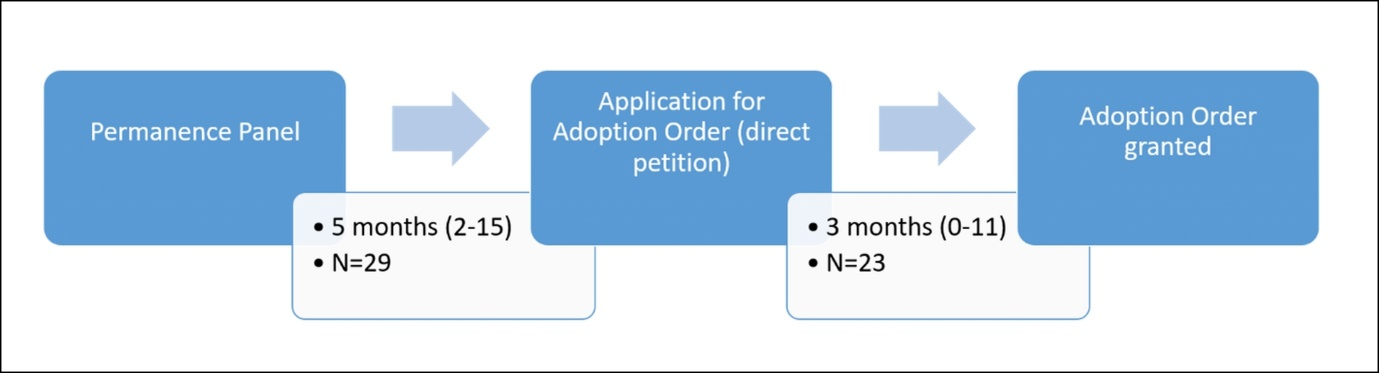 Permanence Panel
Application for
Adoption Order (direct
petition)
Adoption Order
granted
• 5 months (2-15)
• N=29
• 3 months (0-11)
• N=23